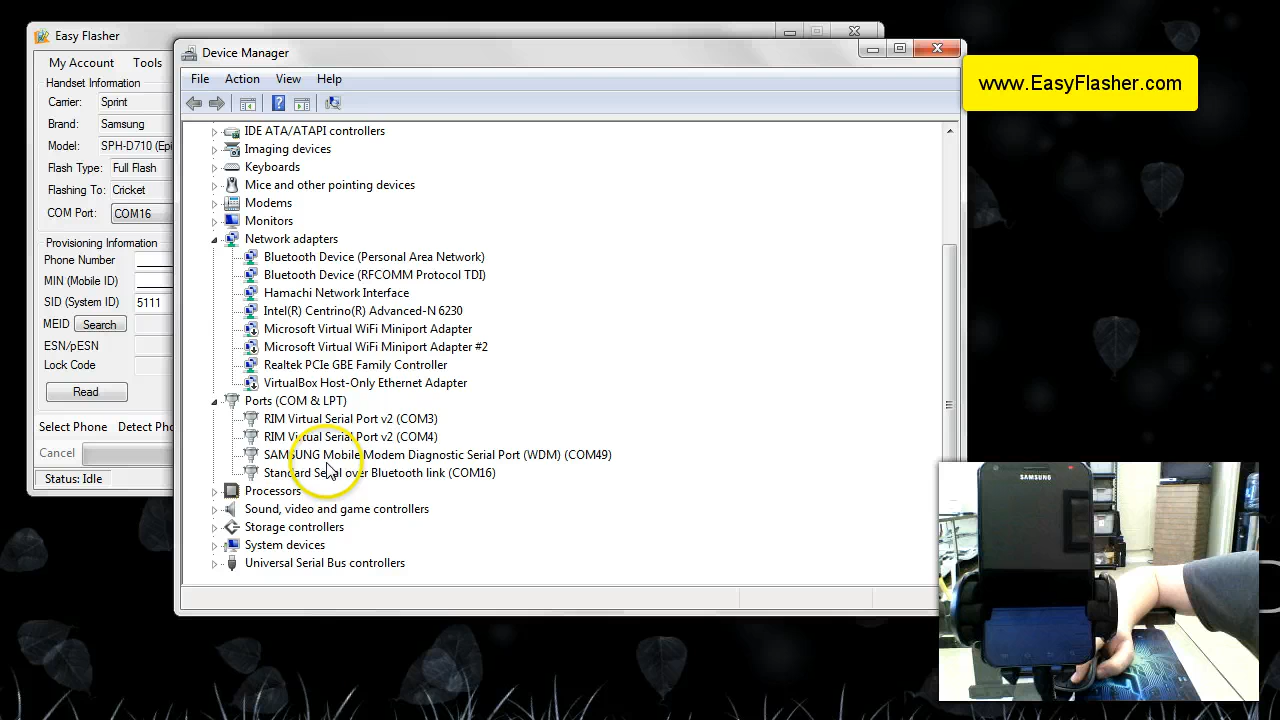 Easy Flasher
My Account Tools
Handset Information
Carrier: Sprint
Brand: Samsung
Model: SPH-D710 (Epi
Flash Type: Full Flash
Flashing To: Cricket
COM Port: COM16
Provisioning Information
Phone Number
MIN (Mobile ID)
SID (System ID) 5111
MEID Search
ESN/pESN
Lock Code
Read
Select Phone Detect Pho
Cancel
Status: Idle
Device Manager
File Action View Help
IDE ATA/ATAPI controllers
Imaging devices
Keyboards
Mice and other pointing devices
Modems
Monitors
Network adapters
Bluetooth Device (Personal Area Network)
Bluetooth Device (RFCOMM Protocol TDI)
Hamachi Network Interface
Intel(R) Centrino(R) Advanced-N 6230
Microsoft Virtual WiFi Miniport Adapter
Microsoft Virtual WiFi Miniport Adapter #2
Realtek PCIe GBE Family Controller
VirtualBox Host-Only Ethernet Adapter
Ports (COM & LPT)
RIM Virtual Serial Port v2 (COM3)
RIM Virtual Serial Port v2 (COM4)
SAMSUNG Mobile Modem Diagnostic Serial Port (WDM) (COM49)
Standard Serial over Bluetooth link (COM16)
Processors
Sound, video and game controllers
Storage controllers
System devices
Universal Serial Bus controllers
www.EasyFlasher.com
SAMSUNG